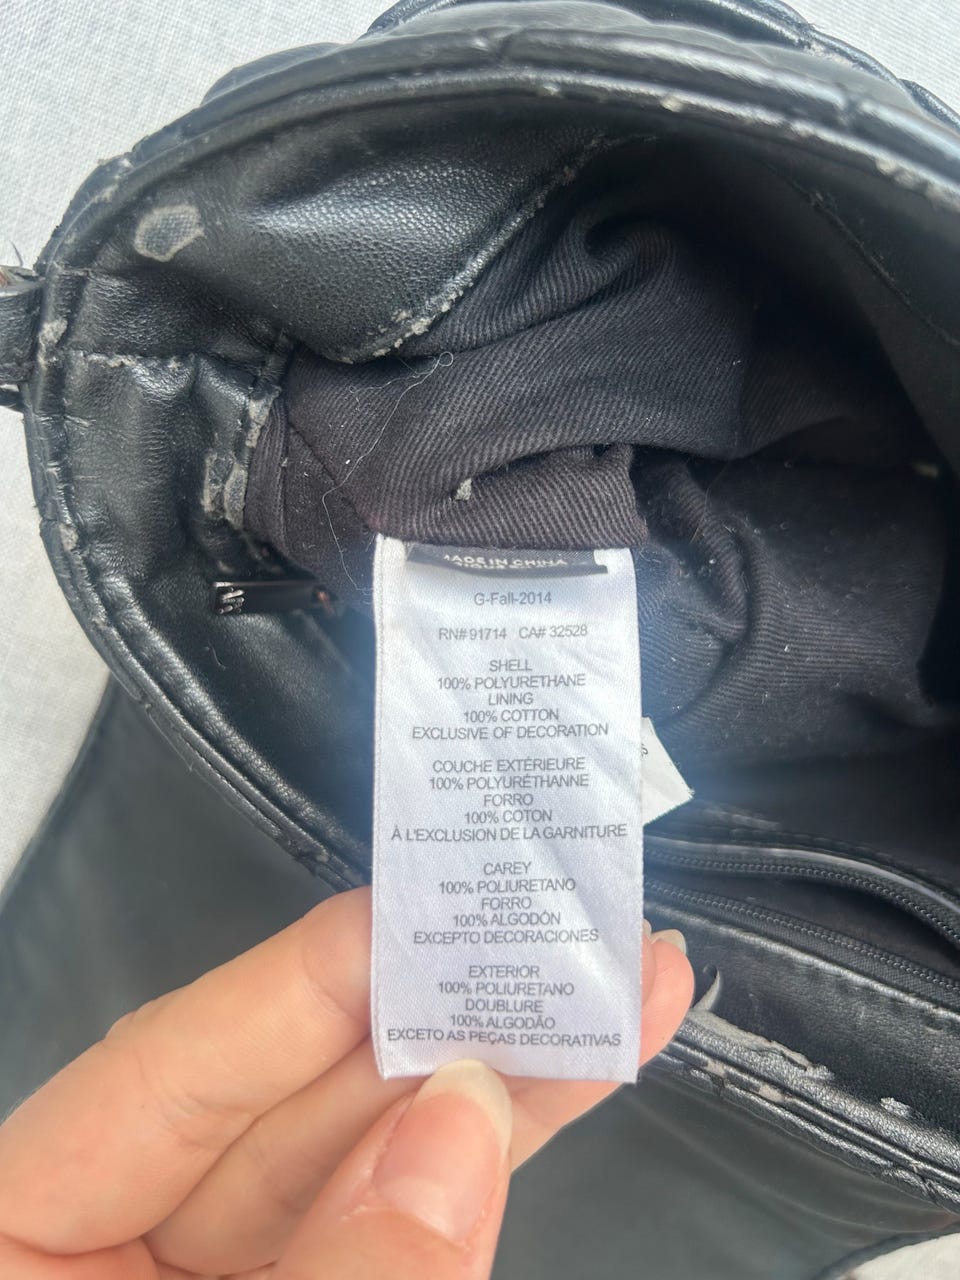 MADE IN CHINA
G-Fall-2014
RN# 91714 CA# 32528
SHELL
100% POLYURETHANE
LINING
100% COTTON
EXCLUSIVE OF DECORATION
COUCHE EXTÉRIEURE
100% POLYURÉTHANNE
FORRO
100% COTON
À L'EXCLUSION DE LA GARNITURE
CAREY
100% POLIURETANO
FORRO
100% ALGODÓN
EXCEPTO DECORACIONES
EXTERIOR
100% POLIURETANO
DOUBLURE
100% ALGODÃO
EXCETO AS PEÇAS DECORATIVAS